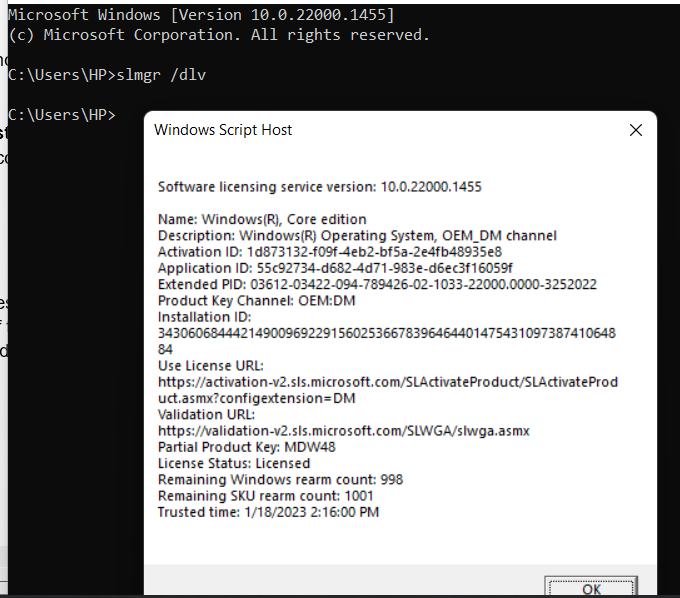 Microsoft Windows [Version 10.0.22000.1455]
(c) Microsoft Corporation. All rights reserved.
C:\Users\HP>slmgr /dlv
C:\Users\HP>
Windows Script Host
Software licensing service version: 10.0.22000.1455
Name: Windows(R), Core edition
Description: Windows(R) Operating System, OEM_DM channel
Activation ID: 1d873132-f09f-4eb2-bf5a-2e4fb48935e8
Application ID: 55c92734-d682-4d71-983e-d6ec3f16059f
Extended PID: 03612-03422-094-789426-02-1033-22000.0000-3252022
Product Key Channel: OEM:DM
Installation ID:
3430606844421490096922915602536678396464401475431097387410648
84
Use License URL:
https://activation-v2.sls.microsoft.com/SLActivateProduct/SLActivateProd
uct.asmx?configextension=DM
Validation URL:
https://validation-v2.sls.microsoft.com/SLWGA/slwga.asmx
Partial Product Key: MDW48
License Status: Licensed
Remaining Windows rearm count: 998
Remaining SKU rearm count: 1001
Trusted time: 1/18/2023 2:16:00 PM
OK